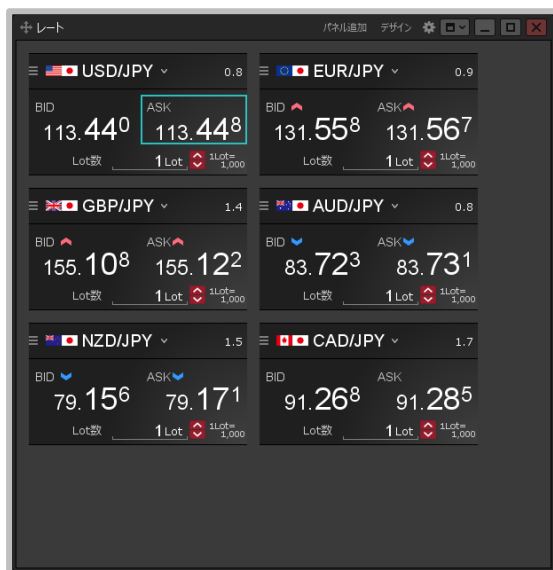 レート パネル追加 デザイン
USD/JPY 0.8
BID ASK
113.440 113.448
Lot数 1 Lot 1Lot=
1,000
EUR/JPY 0.9
BID ASK
131.558 131.567
Lot数 1 Lot 1Lot=
1,000
GBP/JPY 1.4
BID ASK
155.108 155.122
Lot数 1 Lot 1Lot=
1,000
AUD/JPY 0.8
BID ASK
83.723 83.731
Lot数 1 Lot 1Lot=
1,000
NZD/JPY 1.5
BID ASK
79.156 79.171
Lot数 1 Lot 1Lot=
1,000
CAD/JPY 1.7
BID ASK
91.268 91.285
Lot数 1 Lot 1Lot=
1,000